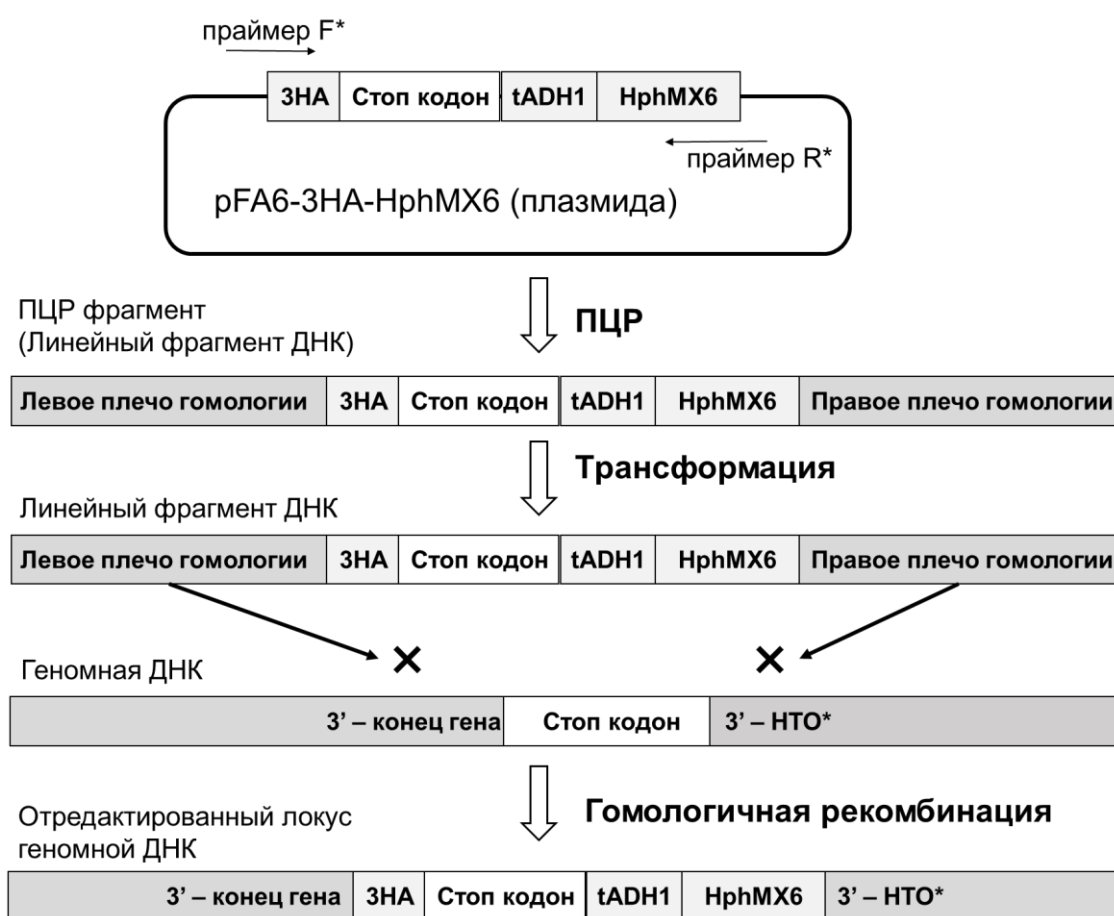 праймер F*
3HA Стоп кодон tADH1 HphMX6
праймер R*
pFA6-3HA-HphMX6 (плазмида)
ПЦР фрагмент
(Линейный фрагмент ДНК)
ПЦР
Левое плечо гомологии 3HA Стоп кодон tADH1 HphMX6 Правое плечо гомологии
Трансформация
Линейный фрагмент ДНК
Левое плечо гомологии 3HA Стоп кодон tADH1 HphMX6 Правое плечо гомологии
Геномная ДНК
3’ – конец гена Стоп кодон 3’ – НТО*
Гомологичная рекомбинация
Отредактированный локус
геномной ДНК
3’ – конец гена 3HA Стоп кодон tADH1 HphMX6 3’ – НТО*